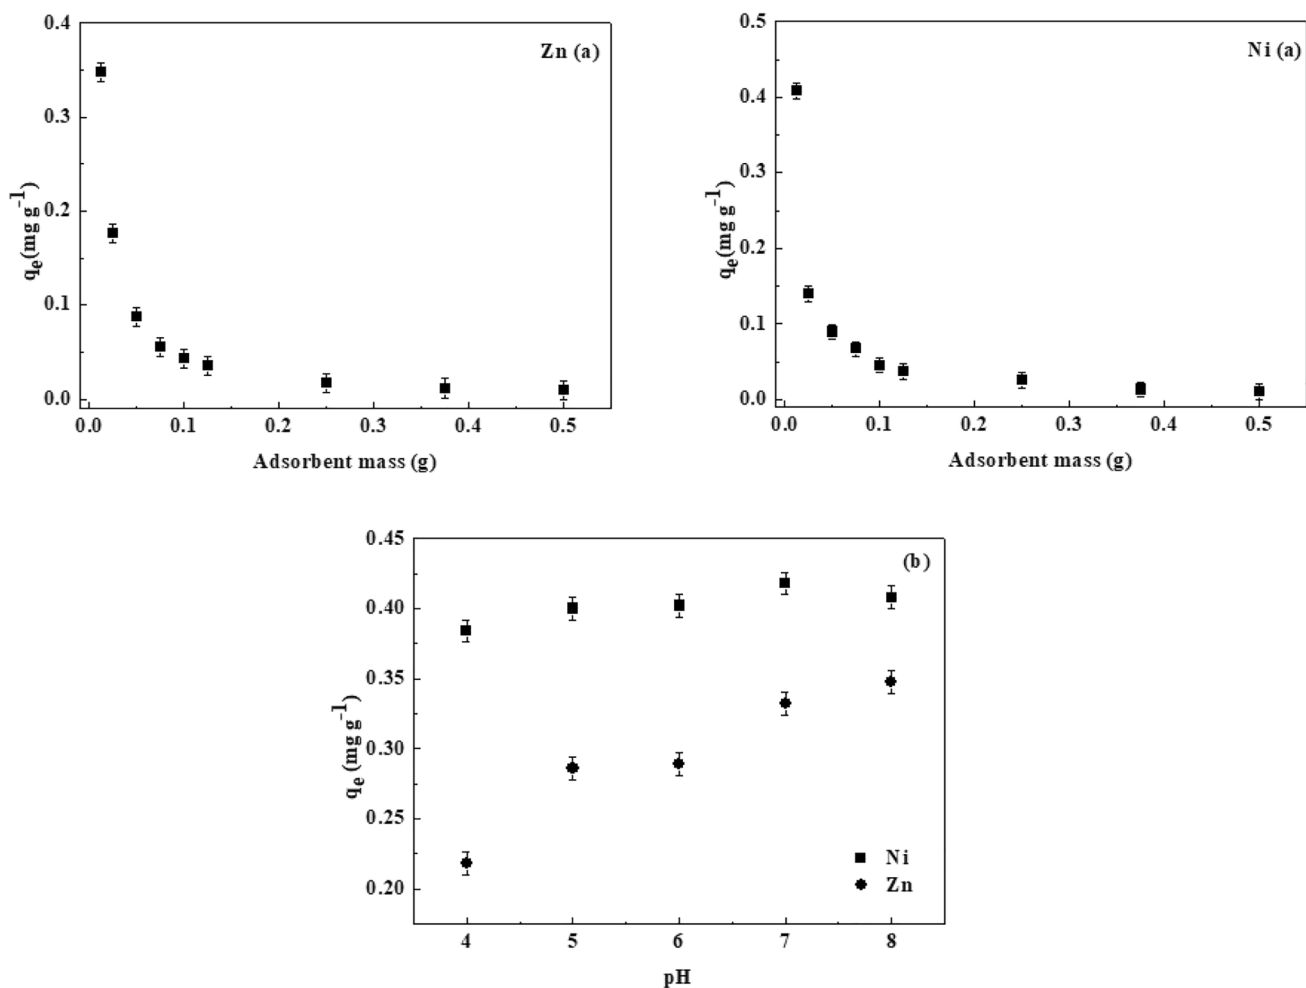 Zn (a)
0.4
0.3
0.2
0.1
0.0
qe(mg g⁻¹)
0.0 0.1 0.2 0.3 0.4 0.5
Adsorbent mass (g)
Ni (a)
0.5
0.4
0.3
0.2
0.1
0.0
qe(mg g⁻¹)
0.0 0.1 0.2 0.3 0.4 0.5
Adsorbent mass (g)
(b)
0.45
0.40
0.35
0.30
0.25
0.20
qe (mg g⁻¹)
Ni
Zn
4 5 6 7 8
pH